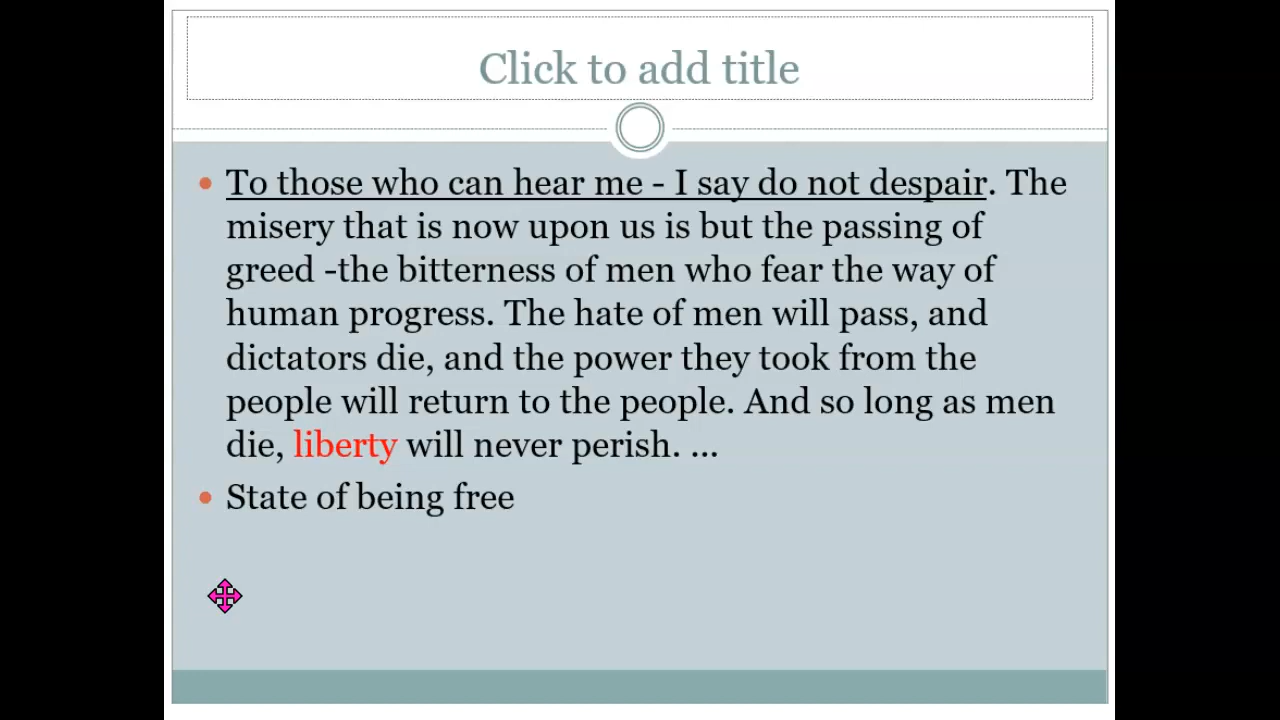 Click to add title
To those who can hear me - I say do not despair. The
misery that is now upon us is but the passing of
greed -the bitterness of men who fear the way of
human progress. The hate of men will pass, and
dictators die, and the power they took from the
people will return to the people. And so long as men
die, liberty will never perish. ...
State of being free